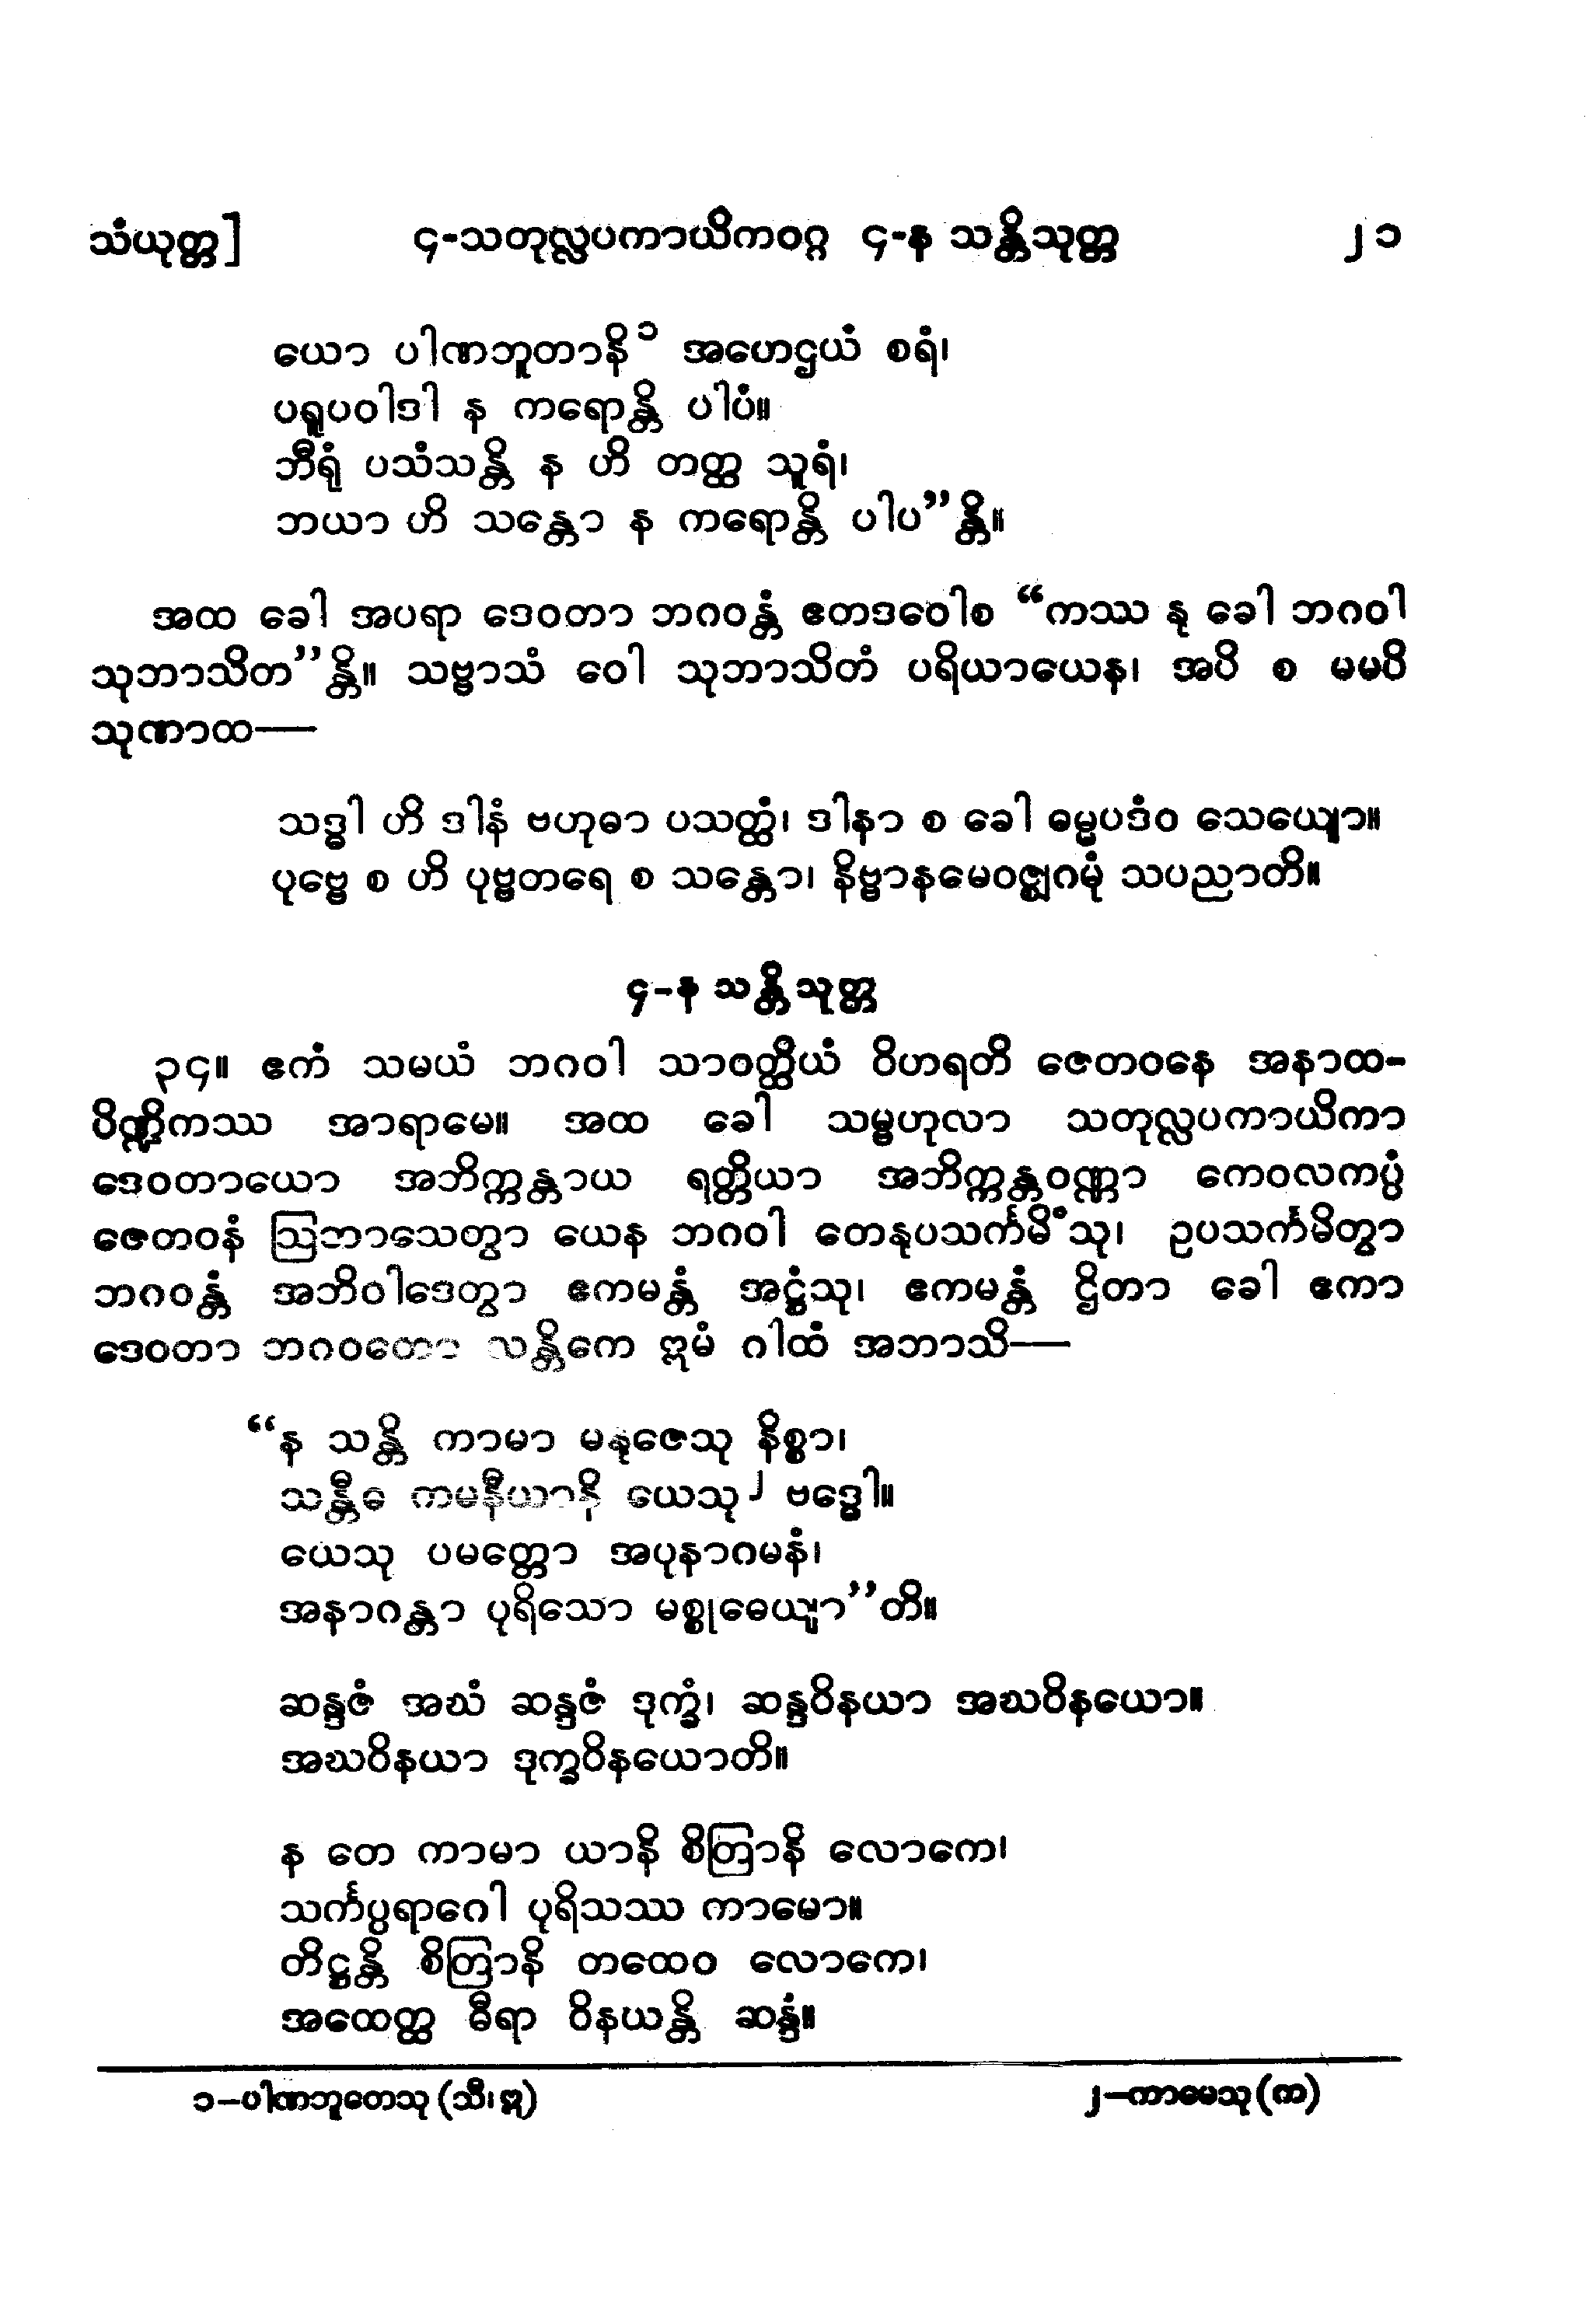 သံယုတ္တ]	၄-သတုလ္လပကာယိကဝဂ္ဂ ၄-န သန္တိသုတ္တ	၂၁
ယော ပါဏဘူတာနိ၁ အဟေဌယံ စရံ၊
ပရူပဝါဒါ န ကရောန္တိ ပါပံ။
ဘီရုံ ပသံသန္တိ န ဟိ တတ္ထ သူရံ၊
ဘယာ ဟိ သန္တော န ကရောန္တိ ပါပ”န္တိ။
အထ ခေါ အပရာ ဒေဝတာ ဘဂဝန္တံ ဧတဒဝေါစ “ကဿ နု ခေါ ဘဂဝါ
သုဘာသိတ”န္တိ။ သဗ္ဗာသံ ဝေါ သုဘာသိတံ ပရိယာယေန၊ အပိ စ မမပိ
သုဏာထ—
သဒ္ဓါ ဟိ ဒါနံ ဗဟုဓာ ပသတ္ထံ၊ ဒါနာ စ ခေါ ဓမ္မပဒံဝ သေယျော။
ပုဗ္ဗေ စ ဟိ ပုဗ္ဗတရေ စ သန္တော၊ နိဗ္ဗာနမေဝဇ္ဈဂမုံ သပညာတိ။
၄-န သန္တိသုတ္တ
၃၄။ ဧကံ သမယံ ဘဂဝါ သာဝတ္ထိယံ ဝိဟရတိ ဇေတဝနေ အနာထ-
ပိဏ္ဍိကဿ အာရာမေ။ အထ ခေါ သမ္ဗဟုလာ သတုလ္လပကာယိကာ
ဒေဝတာယော အဘိက္ကန္တာယ ရတ္တိယာ အဘိက္ကန္တဝဏ္ဏာ ကေဝလကပ္ပံ
ဇေတဝနံ ဩဘာသေတွာ ယေန ဘဂဝါ တေနုပသင်္ကမိံသု၊ ဥပသင်္ကမိတွာ
ဘဂဝန္တံ အဘိဝါဒေတွာ ဧကမန္တံ အဋ္ဌံသု၊ ဧကမန္တံ ဌိတာ ခေါ ဧကာ
ဒေဝတာ ဘဂဝတော သန္တိကေ ဣမံ ဂါထံ အဘာသိ—
“န သန္တိ ကာမာ မနုဇေသု နိစ္စာ၊
သန္တီဓ ကမနီယာနိ ယေသု၂ ဗဒ္ဓေါ။
ယေသု ပမတ္တော အပုနာဂမနံ၊
အနာဂန္တာ ပုရိသော မစ္စုဓေယျာ”တိ။
ဆန္ဒဇံ အဃံ ဆန္ဒဇံ ဒုက္ခံ၊ ဆန္ဒဝိနယာ အဃဝိနယော။
အဃဝိနယာ ဒုက္ခဝိနယောတိ။
န တေ ကာမာ ယာနိ စိတြာနိ လောကေ၊
သင်္ကပ္ပရာဂေါ ပုရိသဿ ကာမော။
တိဋ္ဌန္တိ စိတြာနိ တထေဝ လောကေ၊
အထေတ္ထ ဓီရာ ဝိနယန္တိ ဆန္ဒံ။
၁—ပါဏဘူတေသု (သီ၊ ဣ)	၂—ကာမေသု (က)